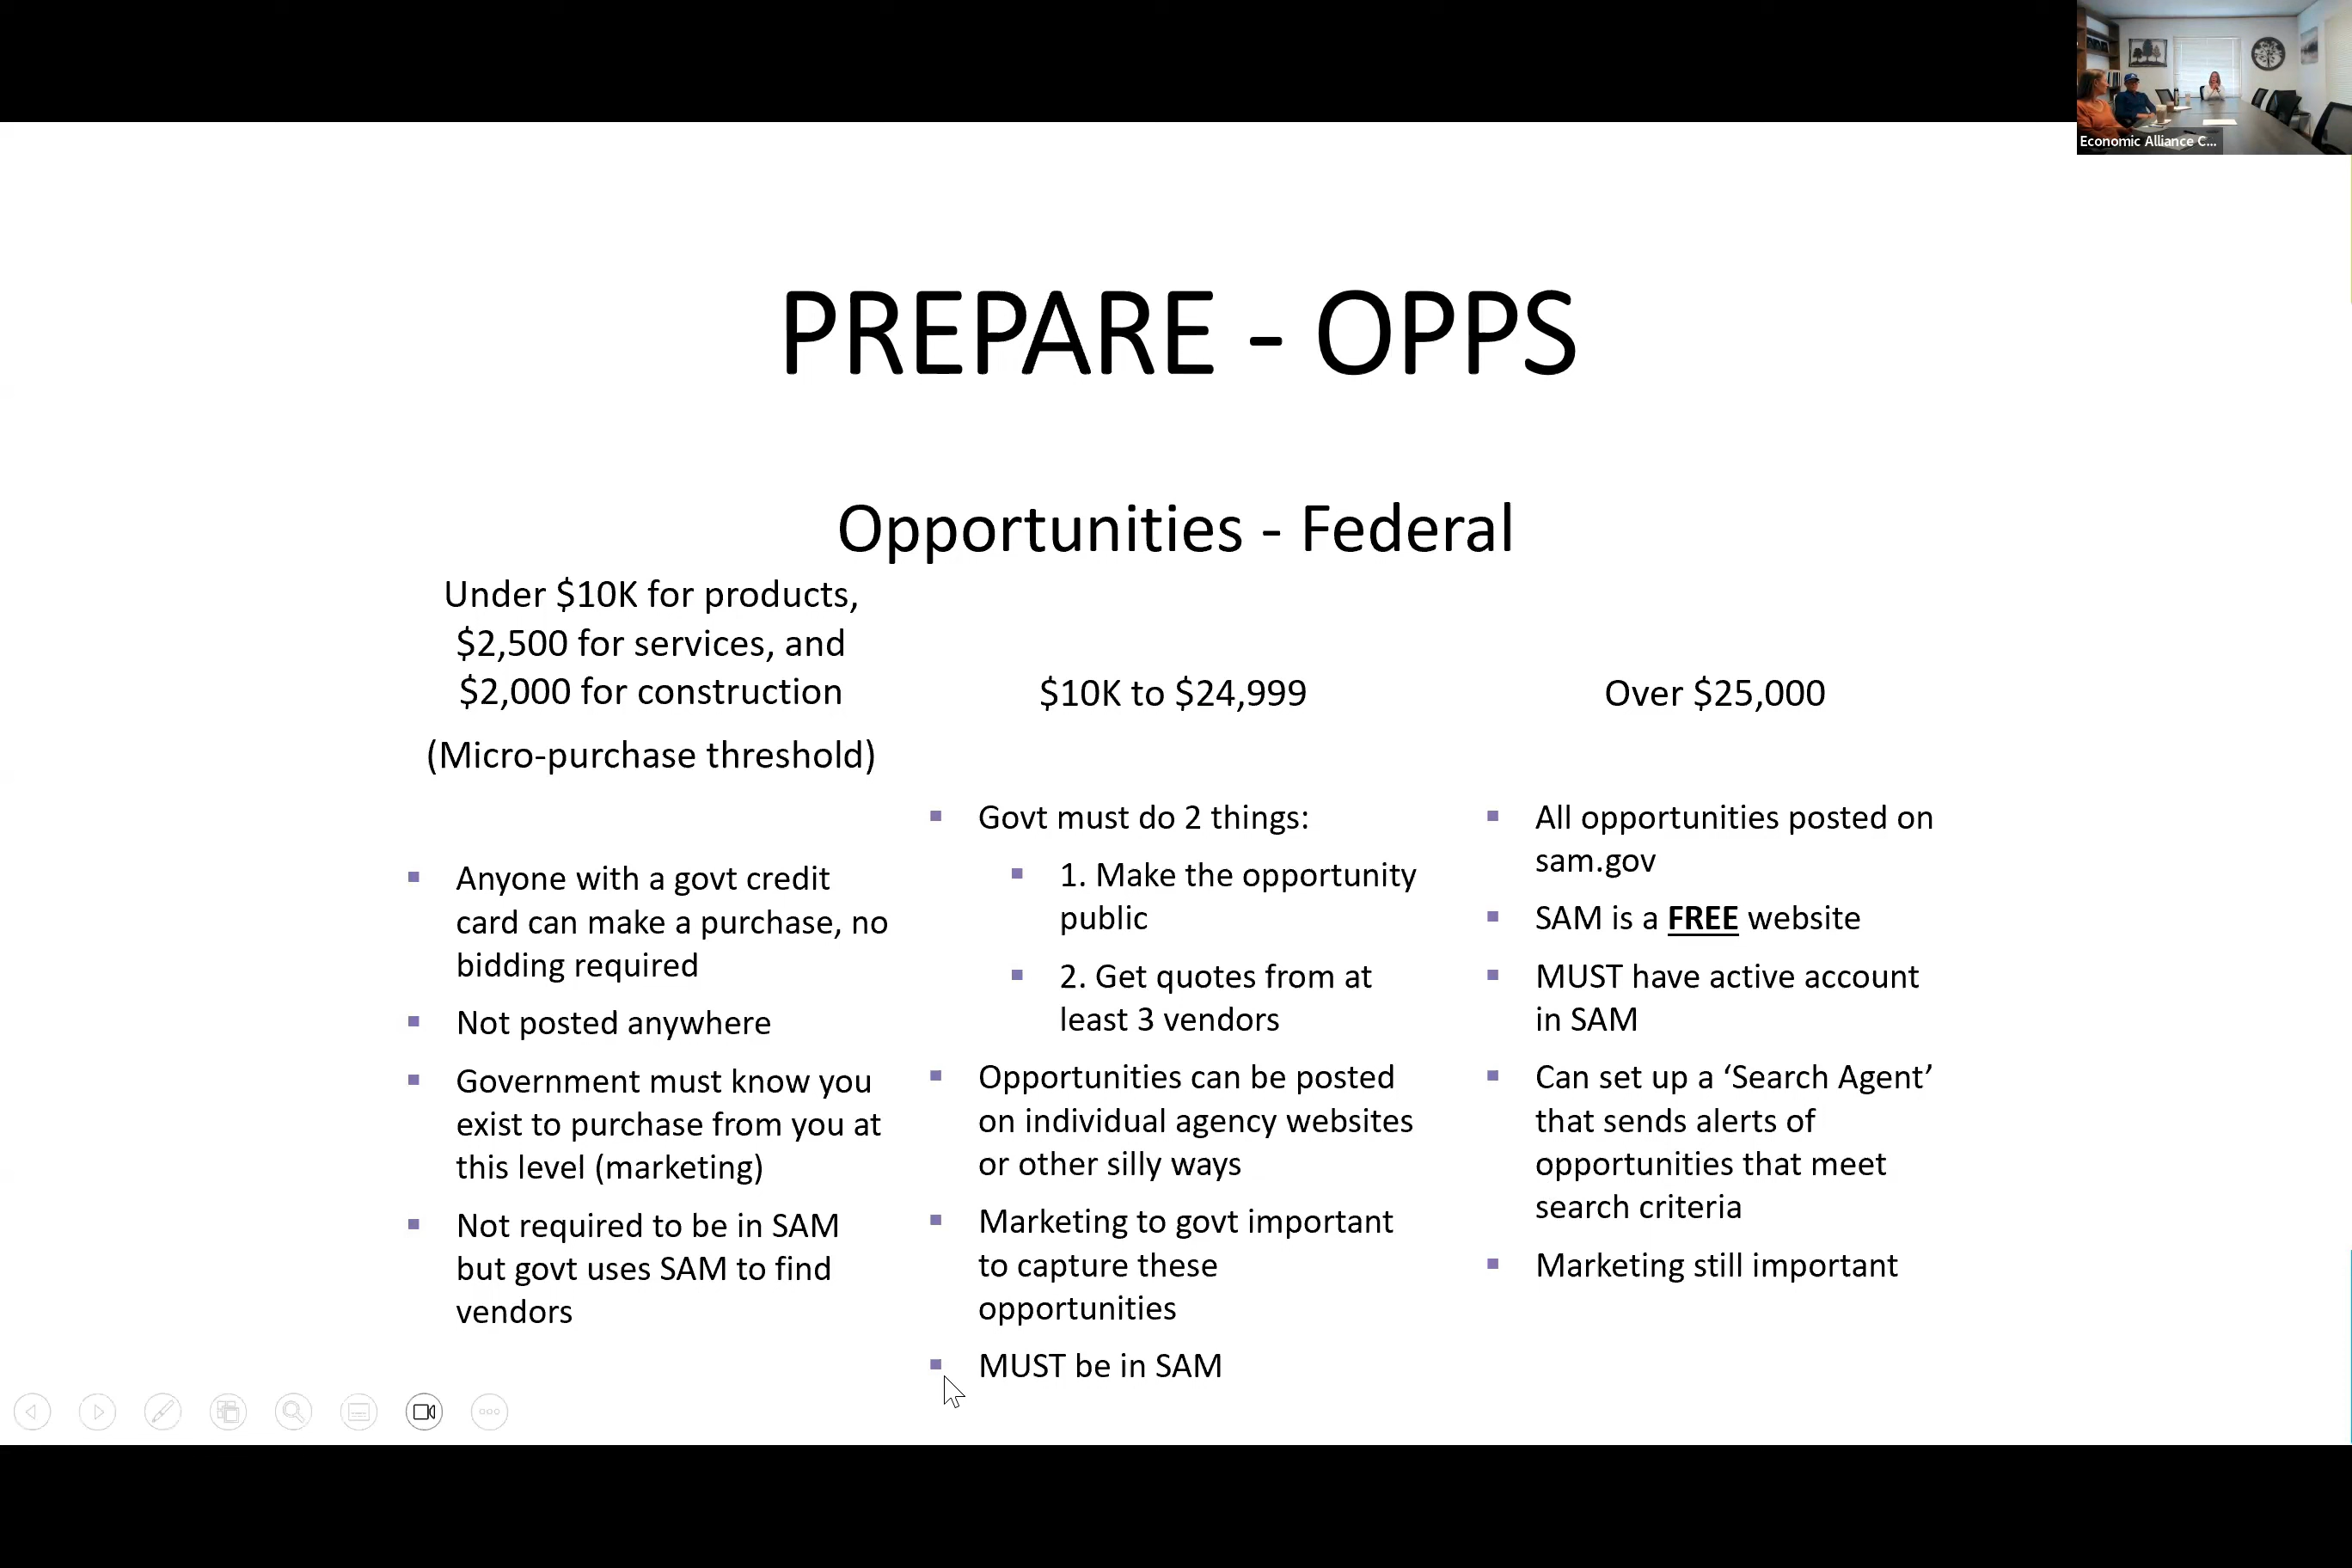 Economic Alliance C...
PREPARE - OPPS
Opportunities - Federal
Under $10K for products,
$2,500 for services, and
$2,000 for construction
(Micro-purchase threshold)
Anyone with a govt credit
card can make a purchase, no
bidding required
Not posted anywhere
Government must know you
exist to purchase from you at
this level (marketing)
Not required to be in SAM
but govt uses SAM to find
vendors
$10K to $24,999
Govt must do 2 things:
1. Make the opportunity
public
2. Get quotes from at
least 3 vendors
Opportunities can be posted
on individual agency websites
or other silly ways
Marketing to govt important
to capture these
opportunities
MUST be in SAM
Over $25,000
All opportunities posted on
sam.gov
SAM is a FREE website
MUST have active account
in SAM
Can set up a ‘Search Agent’
that sends alerts of
opportunities that meet
search criteria
Marketing still important